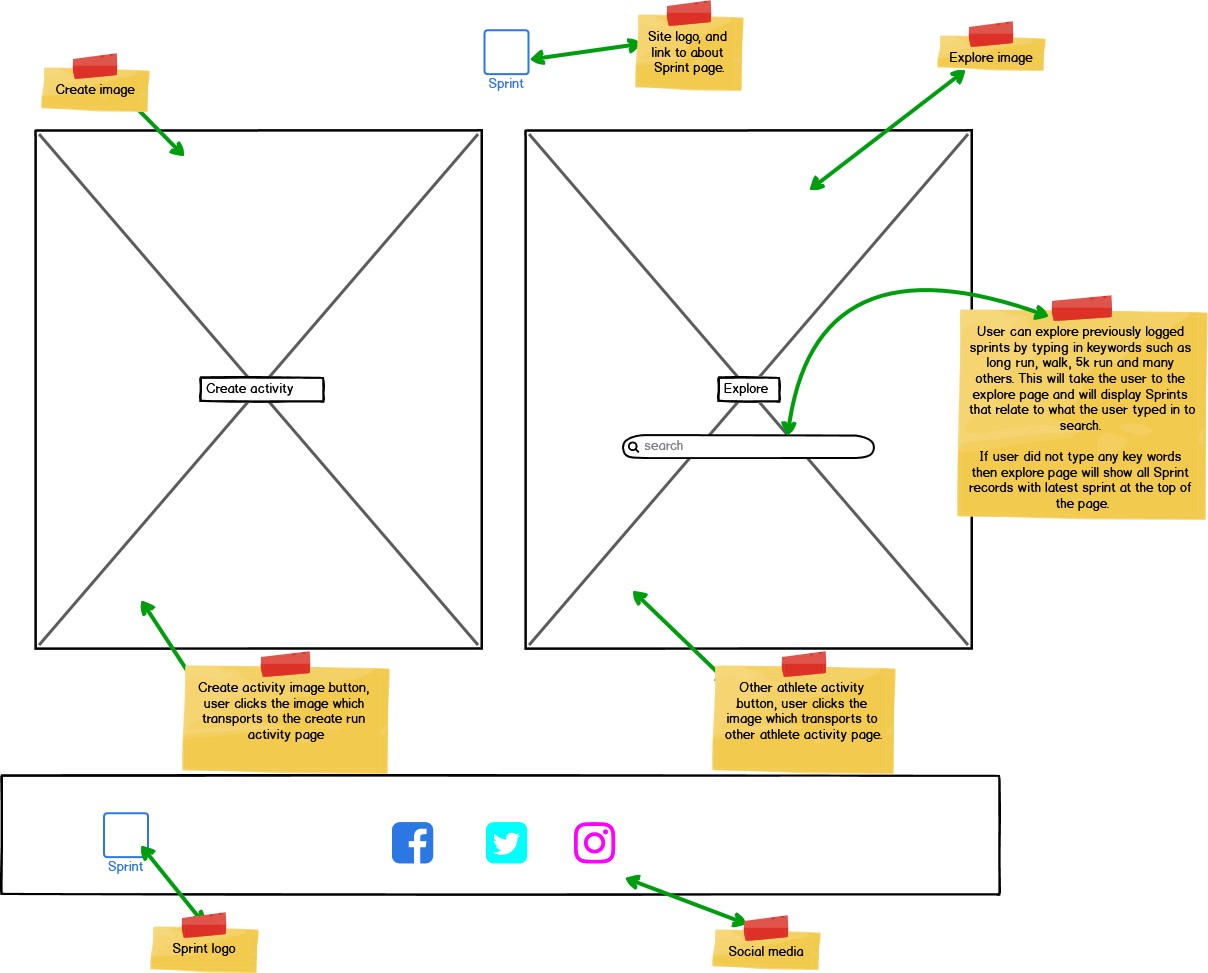 Site logo, and
link to about
Sprint page.
Sprint
Explore image
Create image
Create activity
Explore
search
User can explore previously logged
sprints by typing in keywords such as
long run, walk, 5k run and many
others. This will take the user to the
explore page and will display Sprints
that relate to what the user typed in to
search.
If user did not type any key words
then explore page will show all Sprint
records with latest sprint at the top of
the page.
Create activity image button,
user clicks the image which
transports to the create run
activity page
Other athlete activity
button, user clicks the
image which transports to
other athlete activity page.
Sprint
Sprint logo
Social media